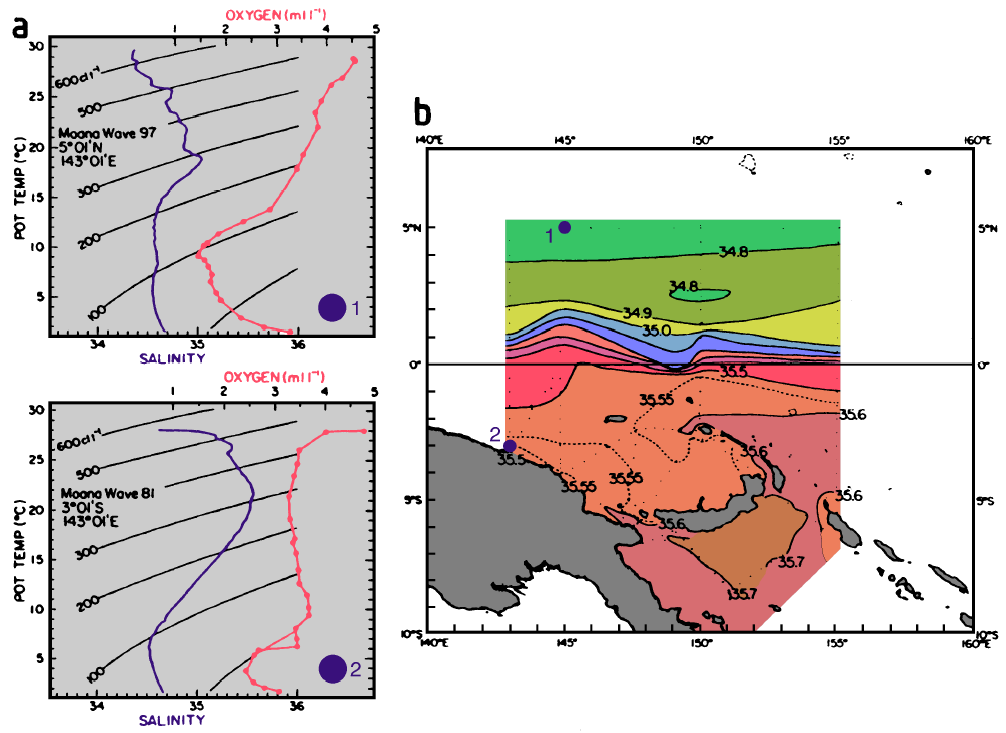 a
OXYGEN (ml l⁻¹)
1 2 3 4 5
30
25
20
15
10
5
POT TEMP (°C)
600 cl t⁻¹
500
Moana Wave 97
5°01'N
143°01'E
300
200
100
1
34 35 36
SALINITY
OXYGEN (ml l⁻¹)
1 2 3 4 5
30
25
20
15
10
5
POT TEMP (°C)
600 cl t⁻¹
500
Moana Wave 81
3°01'S
143°01'E
300
200
100
2
34 35 36
SALINITY
b
140°E 145° 150° 155° 160°E
5°N 5°N
1
34.8
34.8
34.9
35.0
0° 0°
35.5
35.55
35.6
2
35.5
35.6
35.55
35.55
35.6
35.6
5°S 5°S
35.7
35.7
10°S 10°S
140°E 145° 150° 155° 160°E